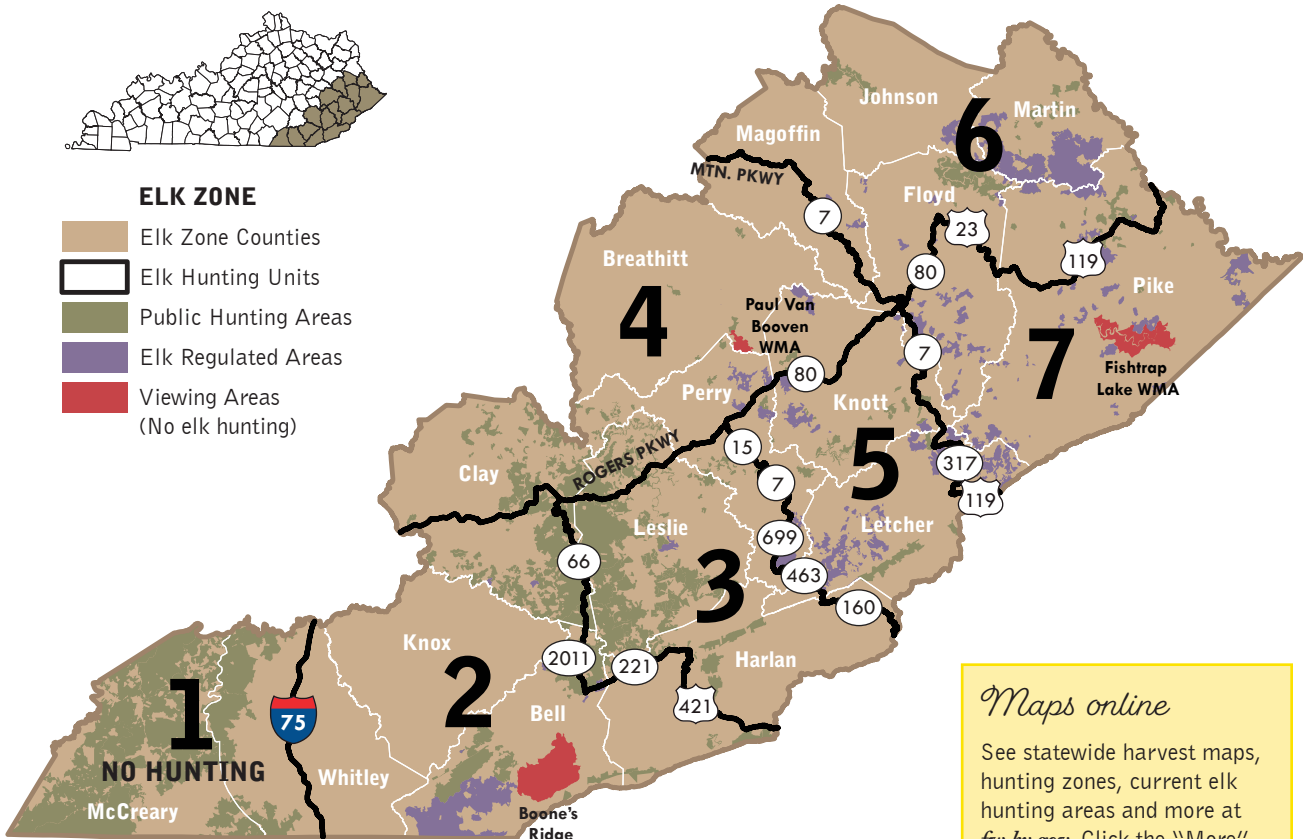 ELK ZONE
Elk Zone Counties
Elk Hunting Units
Public Hunting Areas
Elk Regulated Areas
Viewing Areas
(No elk hunting)
Johnson
Martin
6
Magoffin
MTN. PKWY
7
Floyd
23
119
80
Breathitt
4
Paul Van
Booven
WMA
Pike
7
Fishtrap
Lake WMA
7
80
Perry
Knott
5
ROGERS PKWY
15
7
317
119
Clay
Leslie
Letcher
699
66
3
463
160
Knox
2
2011
221
Harlan
421
Bell
1
NO HUNTING
75
Whitley
McCreary
Boone's
Ridge
Maps online
See statewide harvest maps,
hunting zones, current elk
hunting areas and more at
Click the "More"